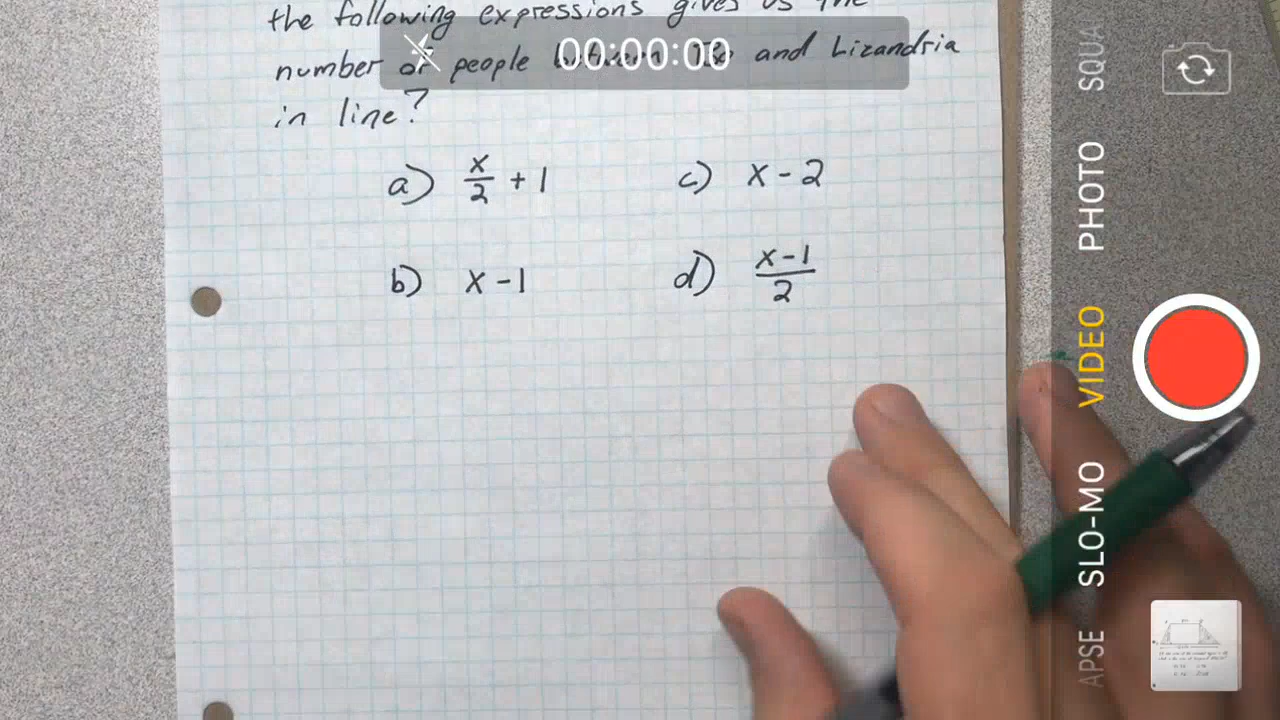 the following expressions gives us the
number of people between and Lizandria
in line?
00:00:00
a) x/2 + 1
c) x - 2
b) x - 1
d) x-1/2
SQUA
PHOTO
VIDEO
SLO-MO
APSE